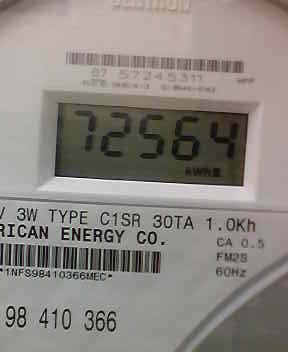 07 57245311
72564
KWH
V 3W TYPE C1SR 30TA 1.0Kh
RICAN ENERGY CO.
CA 0.5
FM2S
60Hz
*1NFS98410366MEC*
98 410 366